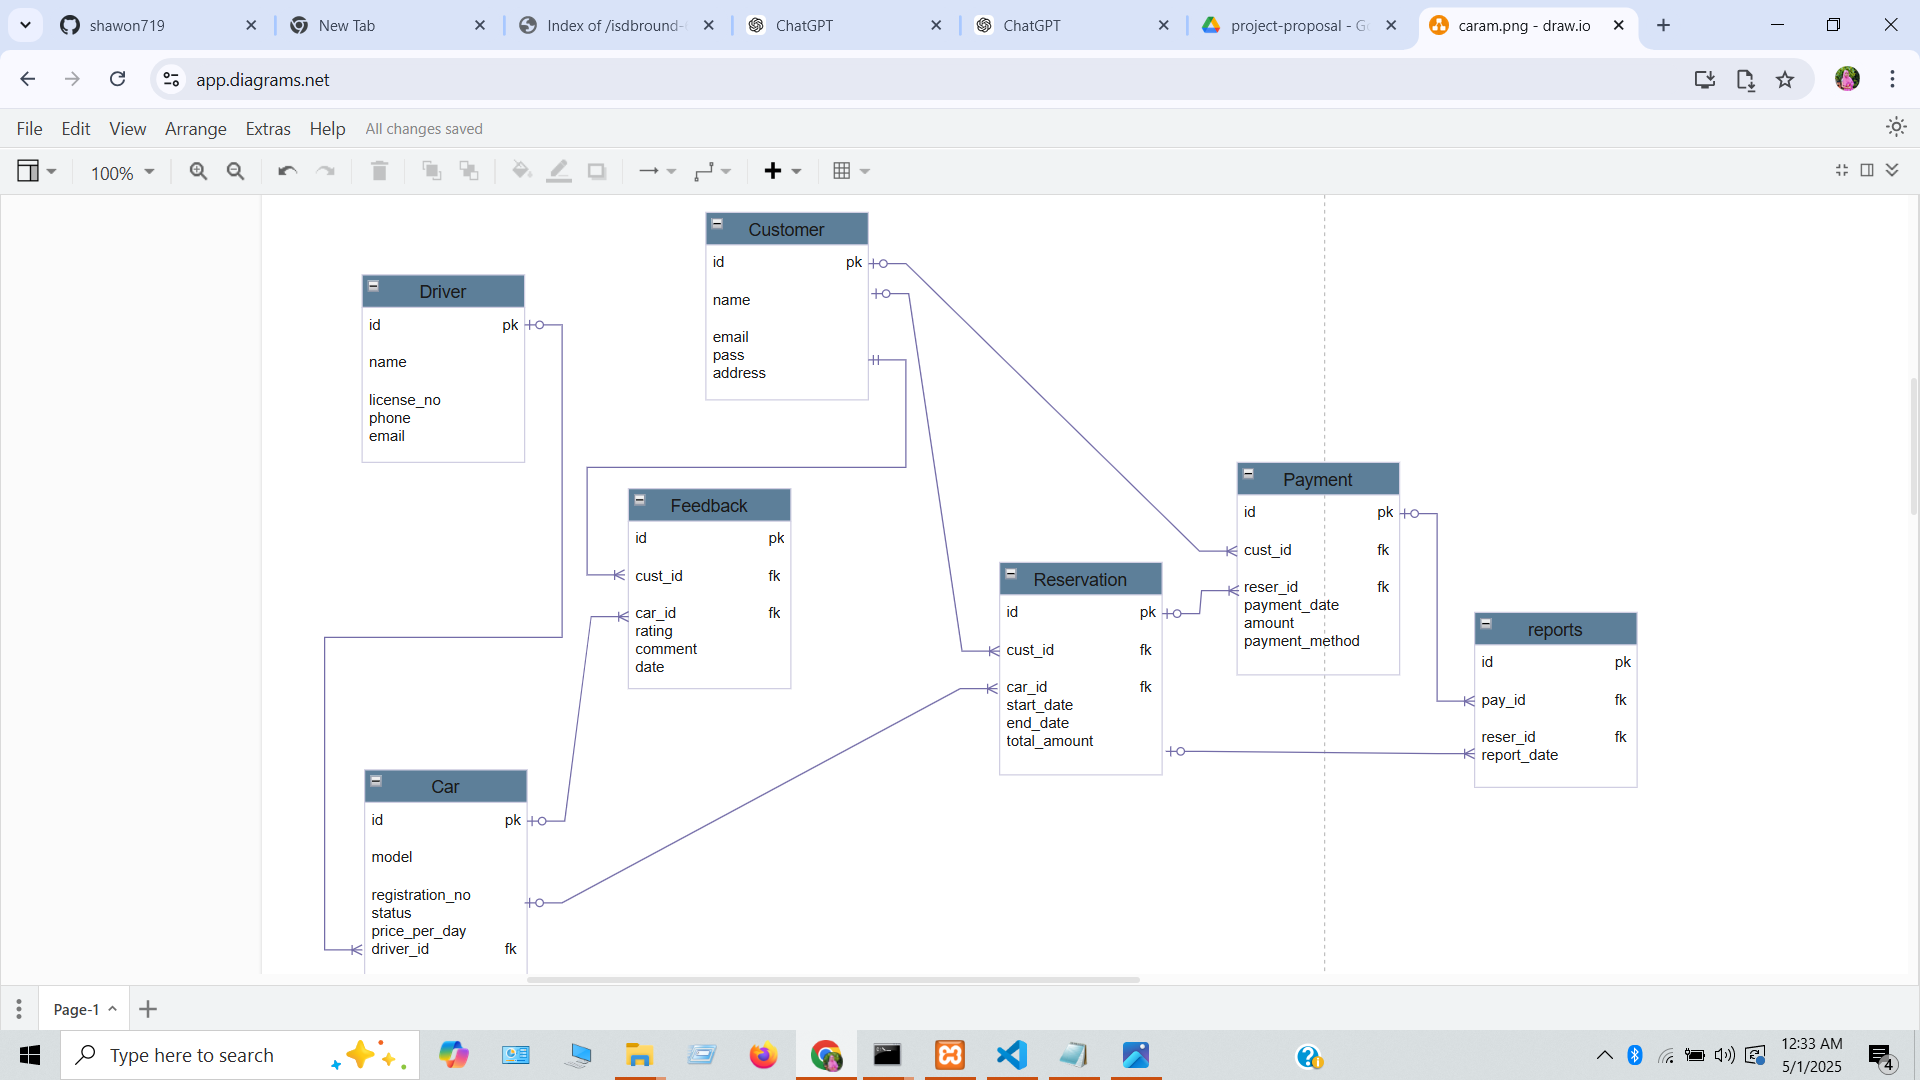 shawon719
New Tab
Index of /isdbround-
ChatGPT
ChatGPT
project-proposal - Go
caram.png - draw.io
app.diagrams.net
File Edit View Arrange Extras Help All changes saved
100%
Customer
id pk
name
email
pass
address
Driver
id pk
name
license_no
phone
email
Feedback
id pk
cust_id fk
car_id fk
rating
comment
date
Payment
id pk
cust_id fk
reser_id fk
payment_date
amount
payment_method
Reservation
id pk
cust_id fk
car_id fk
start_date
end_date
total_amount
reports
id pk
pay_id fk
reser_id fk
report_date
Car
id pk
model
registration_no
status
price_per_day
driver_id fk
Page-1
Type here to search
12:33 AM
5/1/2025
4